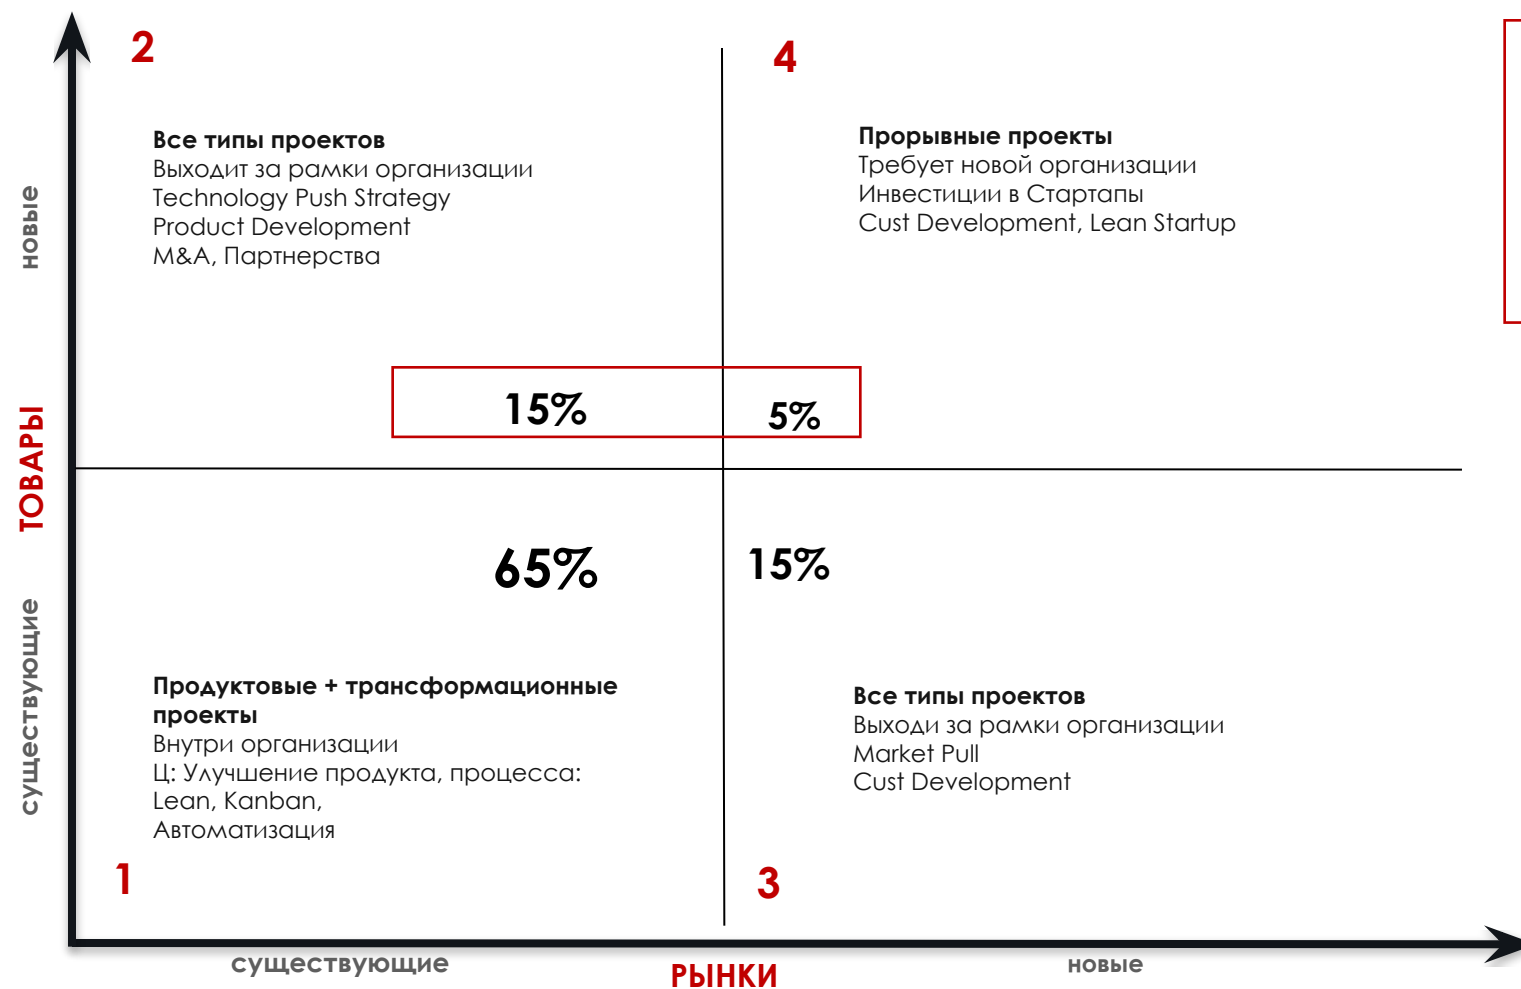 2
Все типы проектов
Выходит за рамки организации
Technology Push Strategy
Product Development
M&A, Партнерства
4
Прорывные проекты
Требует новой организации
Инвестиции в Стартапы
Cust Development, Lean Startup
новые
15%
5%
ТОВАРЫ
65%
15%
существующие
Продуктовые + трансформационные
проекты
Внутри организации
Ц: Улучшение продукта, процесса:
Lean, Kanban,
Автоматизация
1
Все типы проектов
Выходи за рамки организации
Market Pull
Cust Development
3
существующие
РЫНКИ
новые